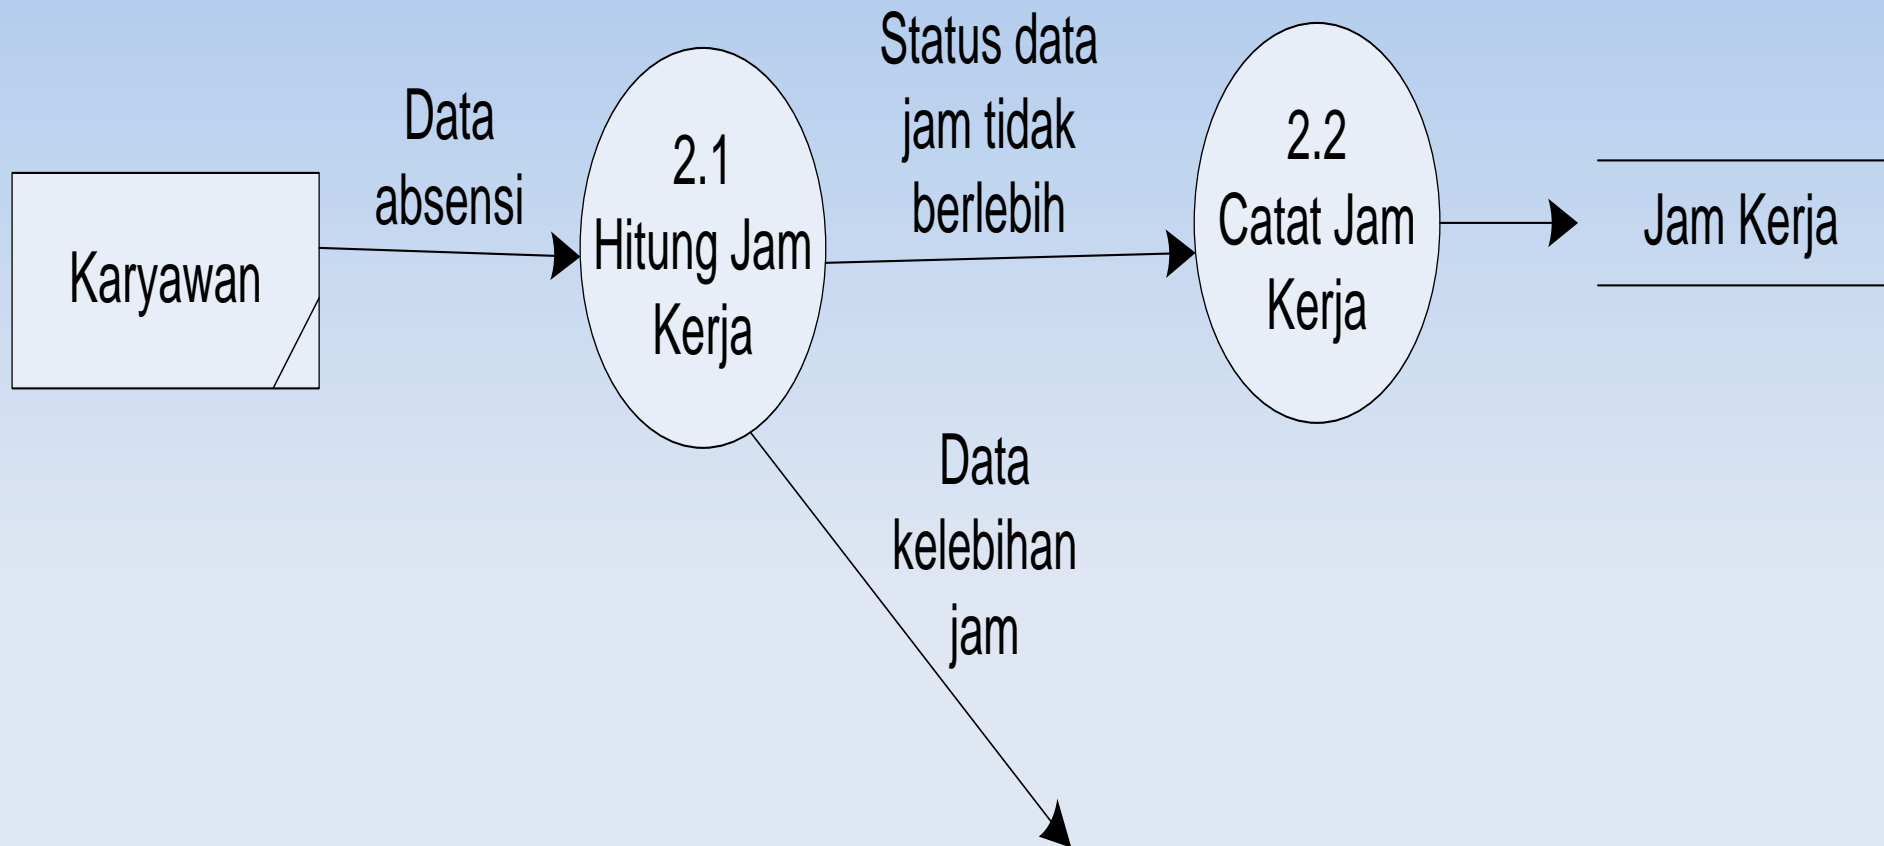 Karyawan
Data
absensi
2.1
Hitung Jam
Kerja
Status data
jam tidak
berlebih
2.2
Catat Jam
Kerja
Jam Kerja
Data
kelebihan
jam